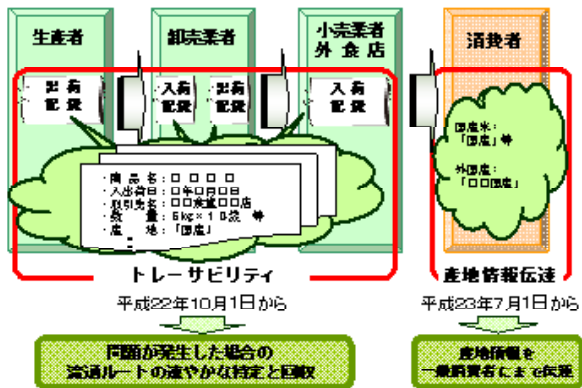 生産者
卸売業者
小売業者
外食店
消費者
出荷
記録
入荷
記録
出荷
記録
入荷
記録
国産米:
「国産」等
外国産:
「□□国産」
・商品名:□□□□
・入出荷日:□年□月□日
・取引先名:□□米屋□□店
・数量:5kg×10袋 等
・産地:「国産」
トレーサビリティ
平成22年10月1日から
産地情報伝達
平成23年7月1日から
問題が発生した場合の
流通ルートの速やかな特定と回収
産地情報を
一般消費者にまで伝達